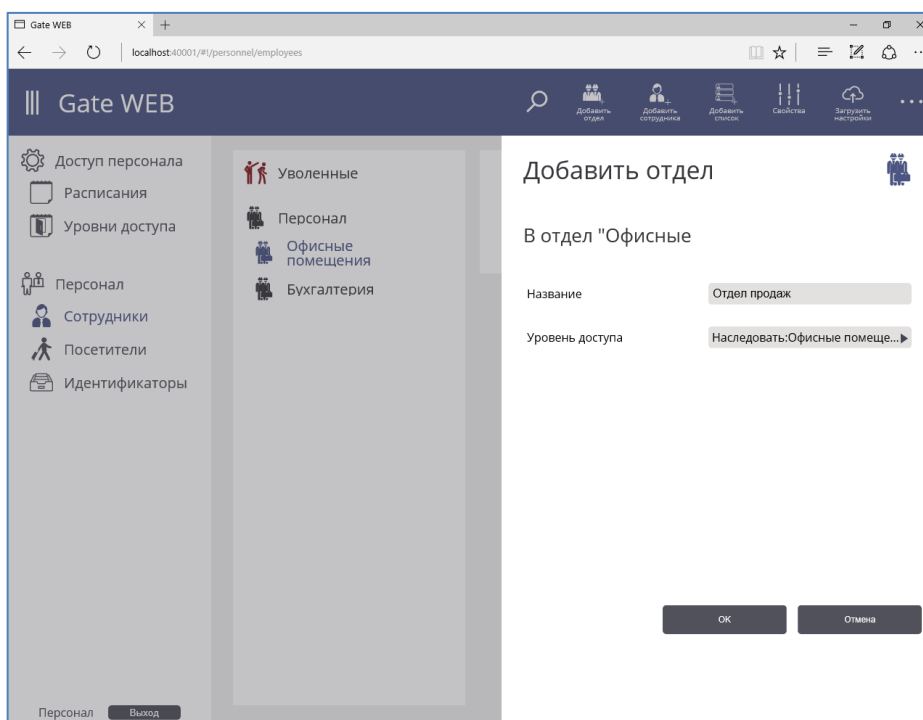 Gate WEB
localhost:40001/#!/personnel/employees
Gate WEB
Добавить
отдел
Добавить
сотрудника
Добавить
список
Свойства
Загрузить
настройки
Доступ персонала
Расписания
Уровни доступа
Персонал
Сотрудники
Посетители
Идентификаторы
Уволенные
Персонал
Офисные
помещения
Бухгалтерия
Добавить отдел
В отдел "Офисные
Название
Отдел продаж
Уровень доступа
Наследовать:Офисные помеще...
OK
Отмена
Персонал
Выход